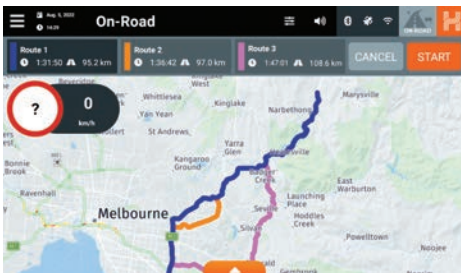 Aug. 5, 2022
14:09
On-Road
ON-ROAD
H
Route 1
1:31:50 95.2 km
Route 2
1:36:42 97.0 km
Route 3
1:47:01 108.6 km
CANCEL
START
?
0
km/h
West
Whittlesea
Kinglake
Marysville
Yan Yean
Narbethong
St Andrews
Yarra
Glen
Kangaroo
Ground
Bonnie
Brook
Badger
Creek
East
Warburton
Ravenhall
Launching
Place
Melbourne
Seville
Hoddles
Creek
Silvan
Powelltown
Noojee
Gembrook